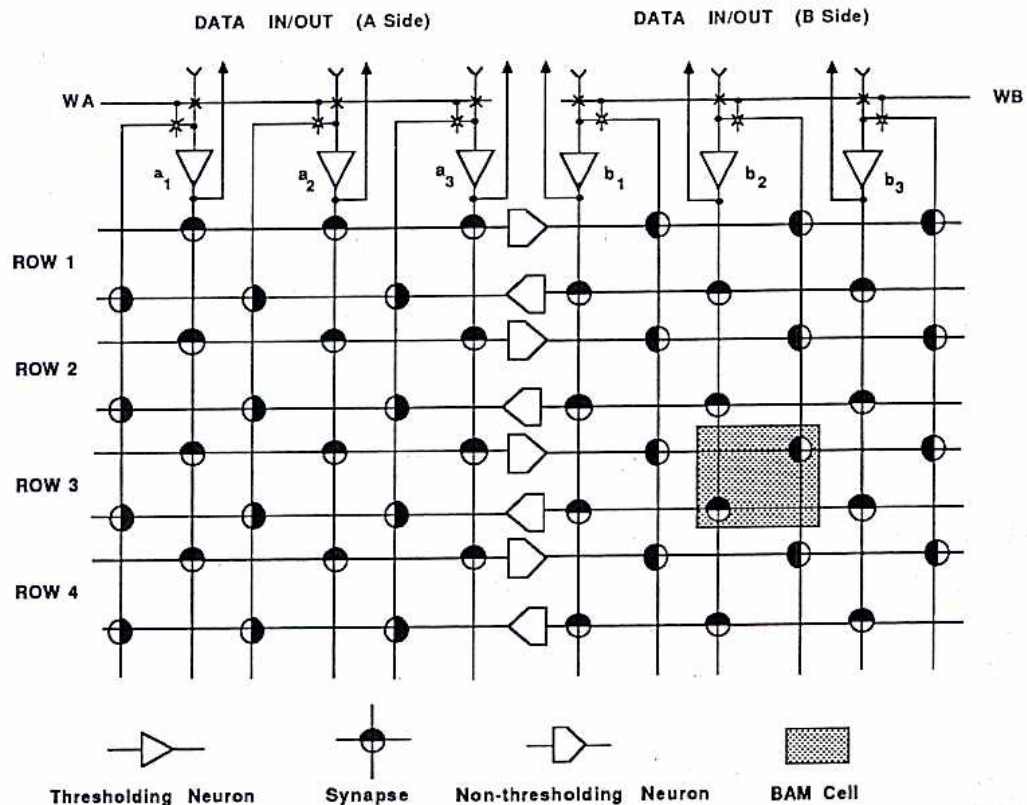 DATA IN/OUT (A Side) DATA IN/OUT (B Side)
WA WB
a1 a2 a3 b1 b2 b3
ROW 1
ROW 2
ROW 3
ROW 4
Thresholding Neuron Synapse Non-thresholding Neuron BAM Cell